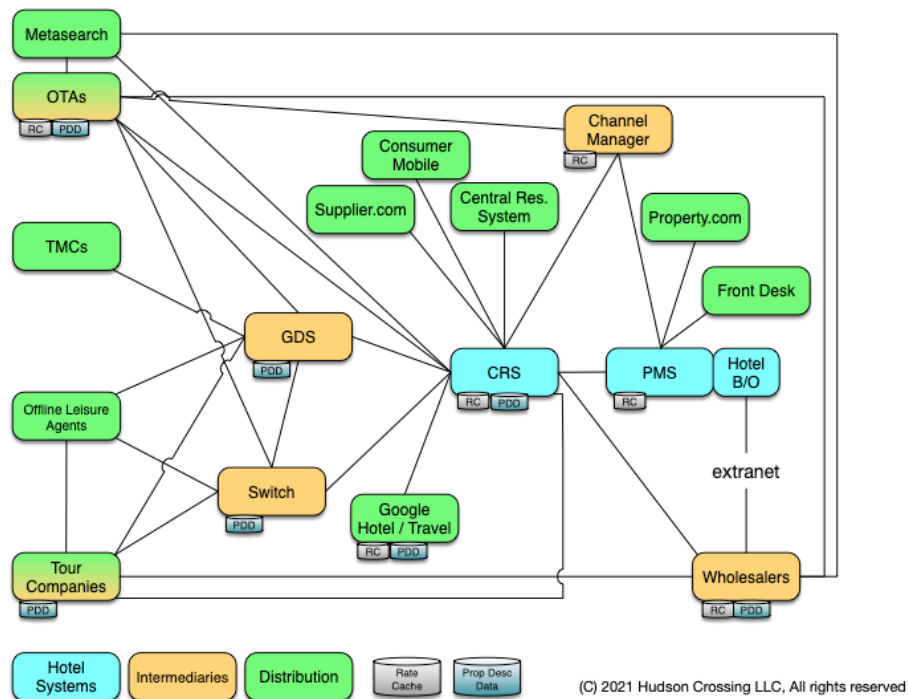 Metasearch
OTAs
RC
PDD
Channel
Manager
RC
Consumer
Mobile
Central Res.
System
Supplier.com
Property.com
TMCs
Front Desk
GDS
PDD
CRS
RC
PDD
PMS
RC
Hotel
B/O
Offline Leisure
Agents
extranet
Switch
PDD
Google
Hotel / Travel
RC
PDD
Tour
Companies
PDD
Wholesalers
RC
PDD
Hotel
Systems
Intermediaries
Distribution
Rate
Cache
Prop Desc
Data
(C) 2021 Hudson Crossing LLC, All rights reserved